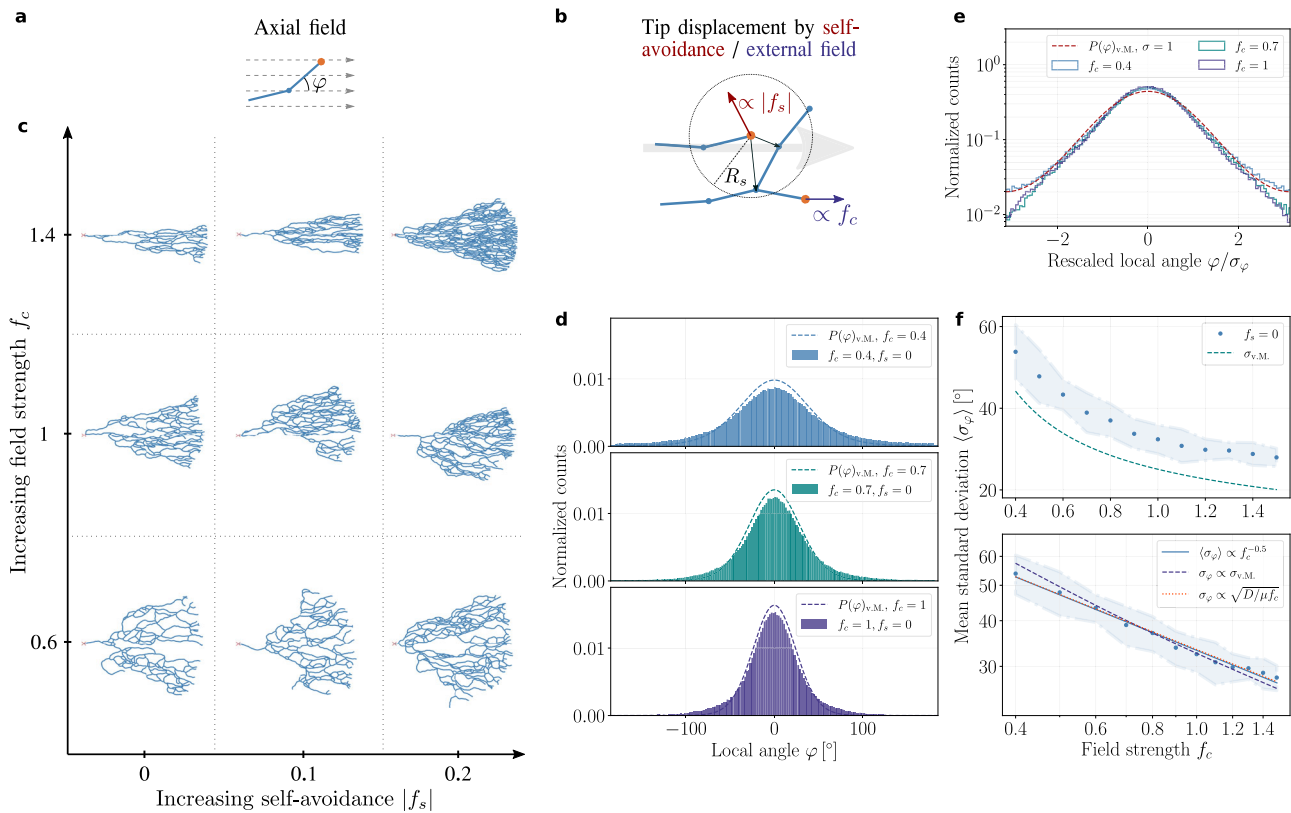 a
Axial field
φ
b
Tip displacement by self-
avoidance / external field
∝ |f_s|
R_s
∝ f_c
c
Increasing field strength f_c
1.4
1
0.6
0
0.1
0.2
Increasing self-avoidance |f_s|
d
P(φ)_v.M., f_c = 0.4
f_c = 0.4, f_s = 0
0.01
0.00
P(φ)_v.M., f_c = 0.7
f_c = 0.7, f_s = 0
0.01
0.00
P(φ)_v.M., f_c = 1
f_c = 1, f_s = 0
0.01
0.00
Normalized counts
−100
0
100
Local angle φ [°]
e
P(φ)_v.M., σ = 1
f_c = 0.4
f_c = 0.7
f_c = 1
Normalized counts
10^0
10^−1
10^−2
−2
0
2
Rescaled local angle φ/σ_φ
f
f_s = 0
σ_v.M.
60
40
20
0.4
0.6
0.8
1.0
1.2
1.4
Mean standard deviation ⟨σ_φ⟩ [°]
⟨σ_φ⟩ ∝ f_c^−0.5
σ_φ ∝ σ_v.M.
σ_φ ∝ √D/μf_c
60
50
40
30
0.4
0.6
0.8
1.0
1.2
1.4
Field strength f_c